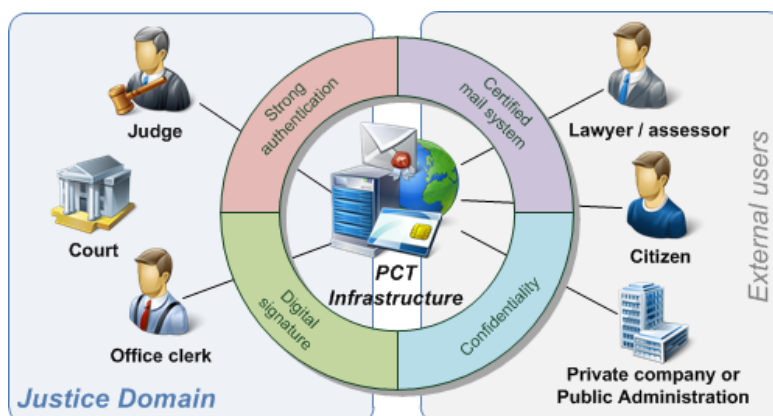 Judge
Court
Office clerk
Justice Domain
Strong
authentication
Certified
mail system
Digital
signature
Confidentiality
PCT
Infrastructure
Lawyer / assessor
Citizen
Private company or
Public Administration
External users